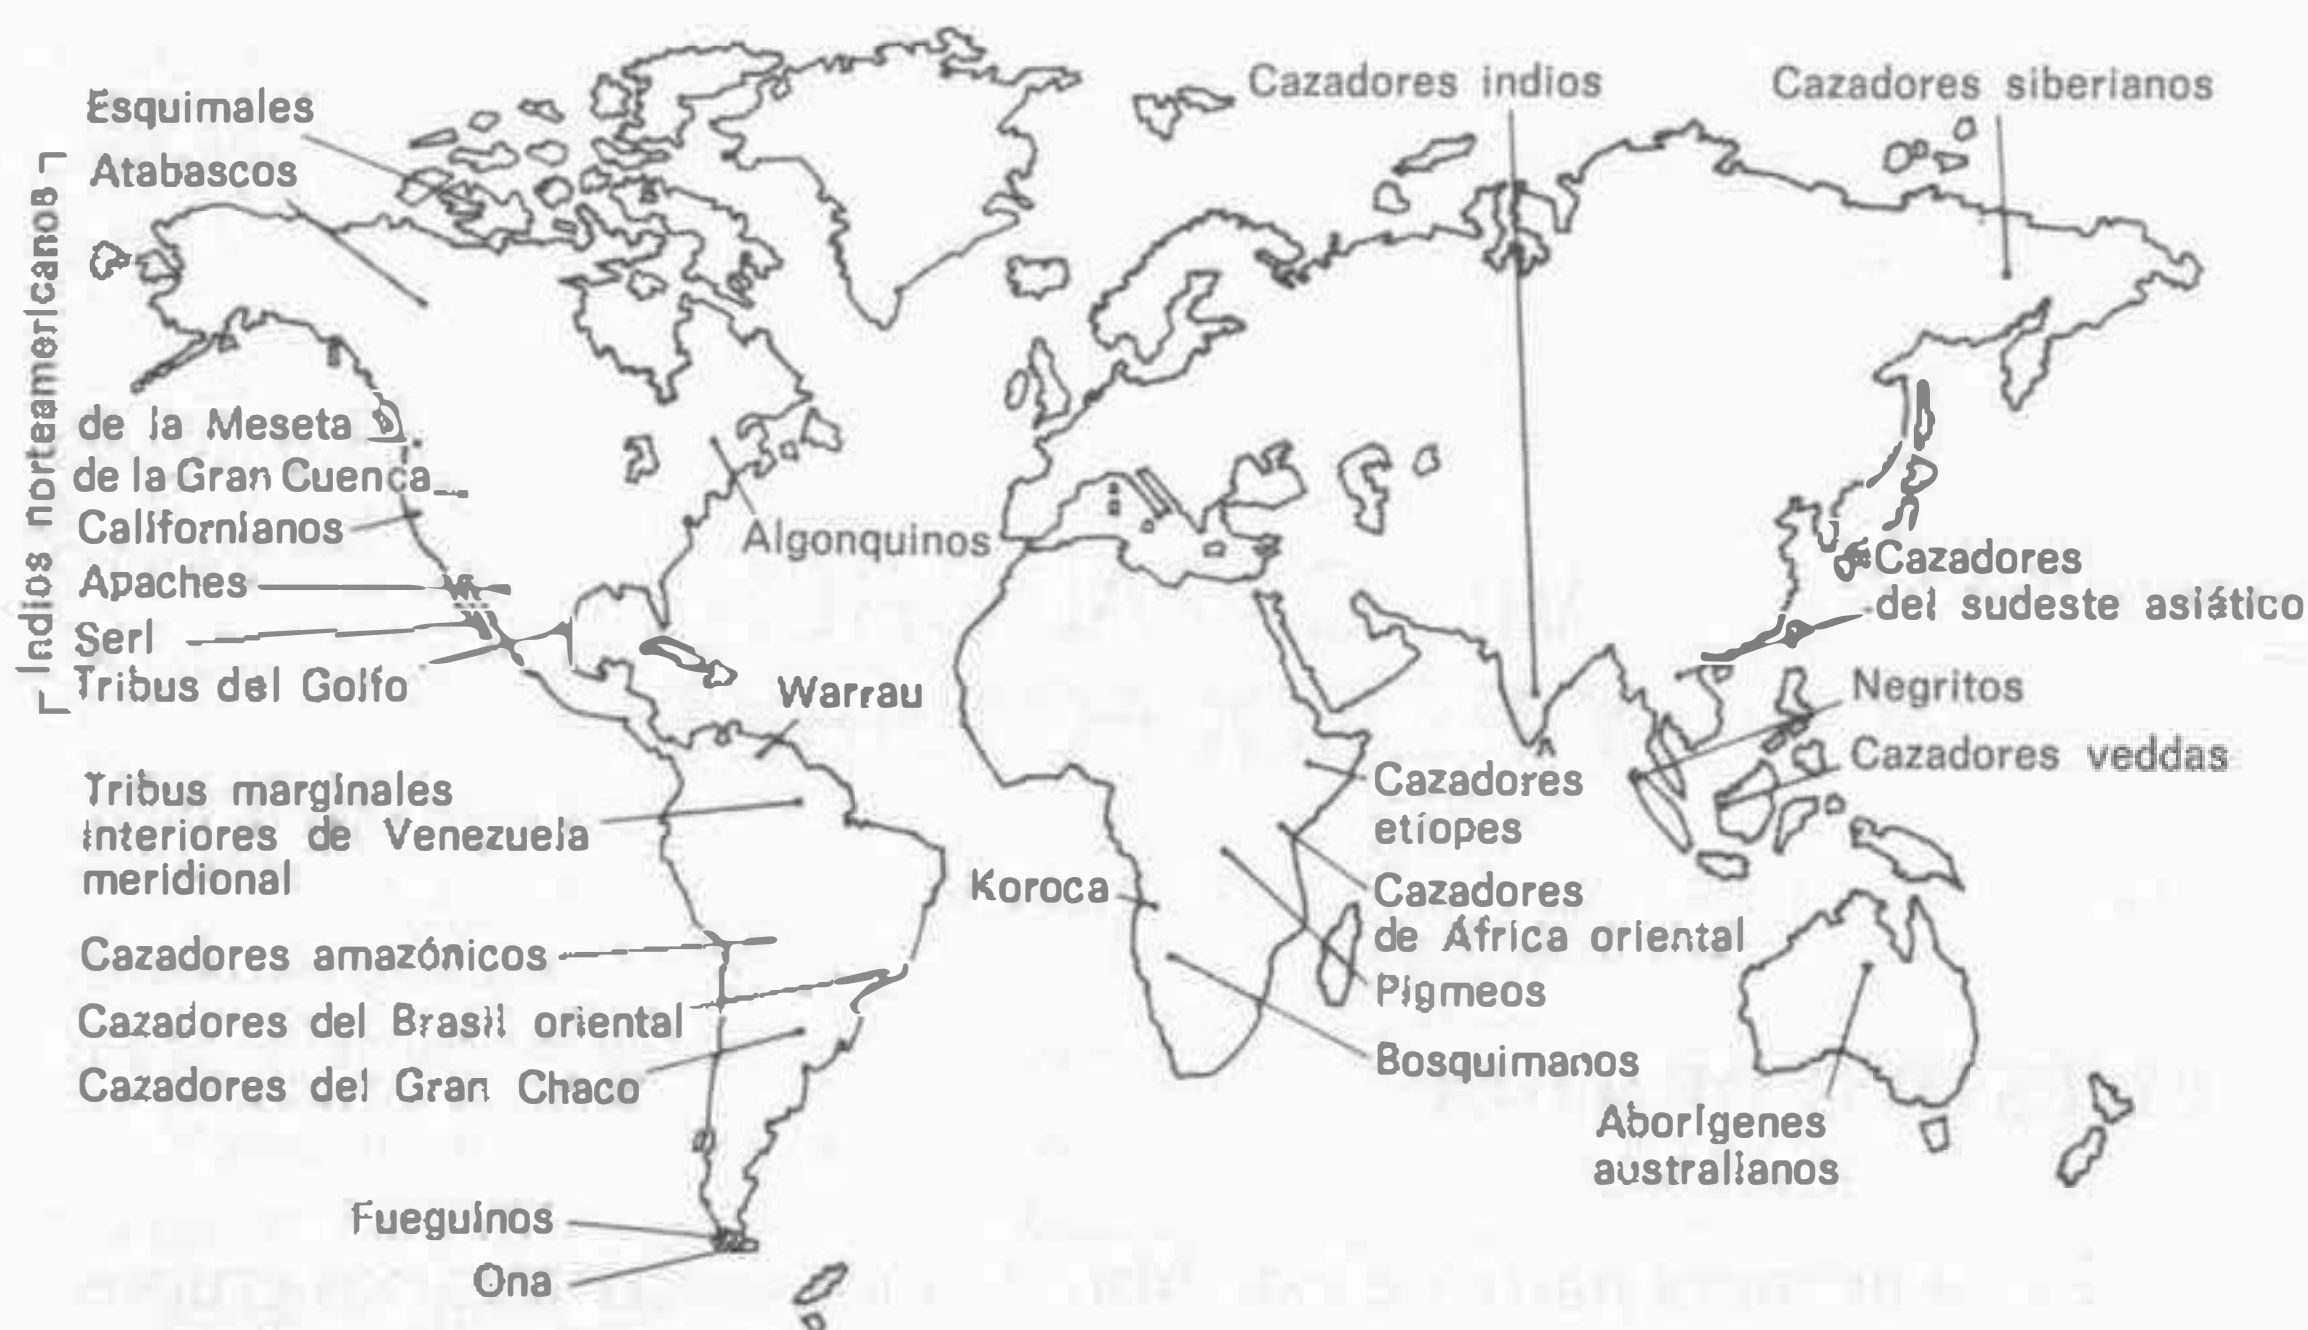 Esquimales
Atabascos
Indios norteamericanos
de la Meseta
de la Gran Cuenca
Californianos
Apaches
Seri
Tribus del Golfo
Algonquinos
Warrau
Tribus marginales
interiores de Venezuela
meridional
Cazadores amazónicos
Cazadores del Brasil oriental
Cazadores del Gran Chaco
Fueguinos
Ona
Cazadores indios
Cazadores siberianos
Cazadores
del sudeste asiático
Negritos
Cazadores veddas
Cazadores
etíopes
Koroca
Cazadores
de África oriental
Pigmeos
Bosquimanos
Aborígenes
australianos